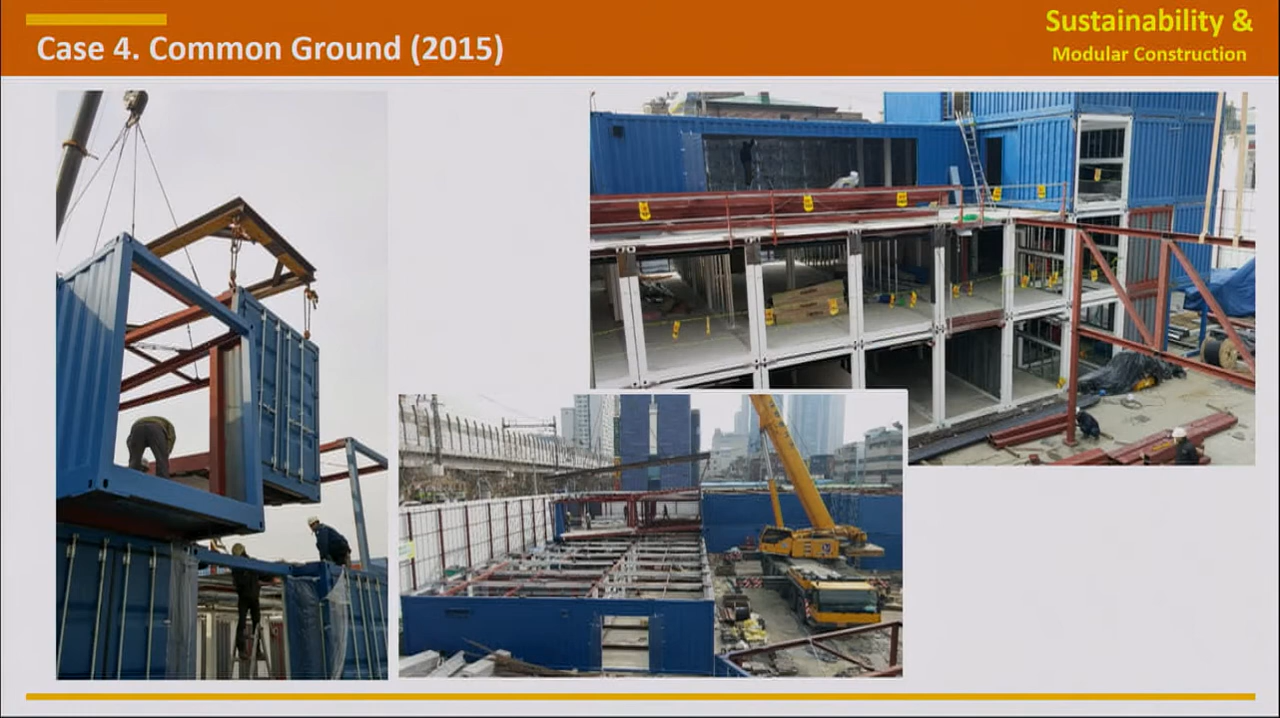 Case 4. Common Ground (2015)
Sustainability &
Modular Construction